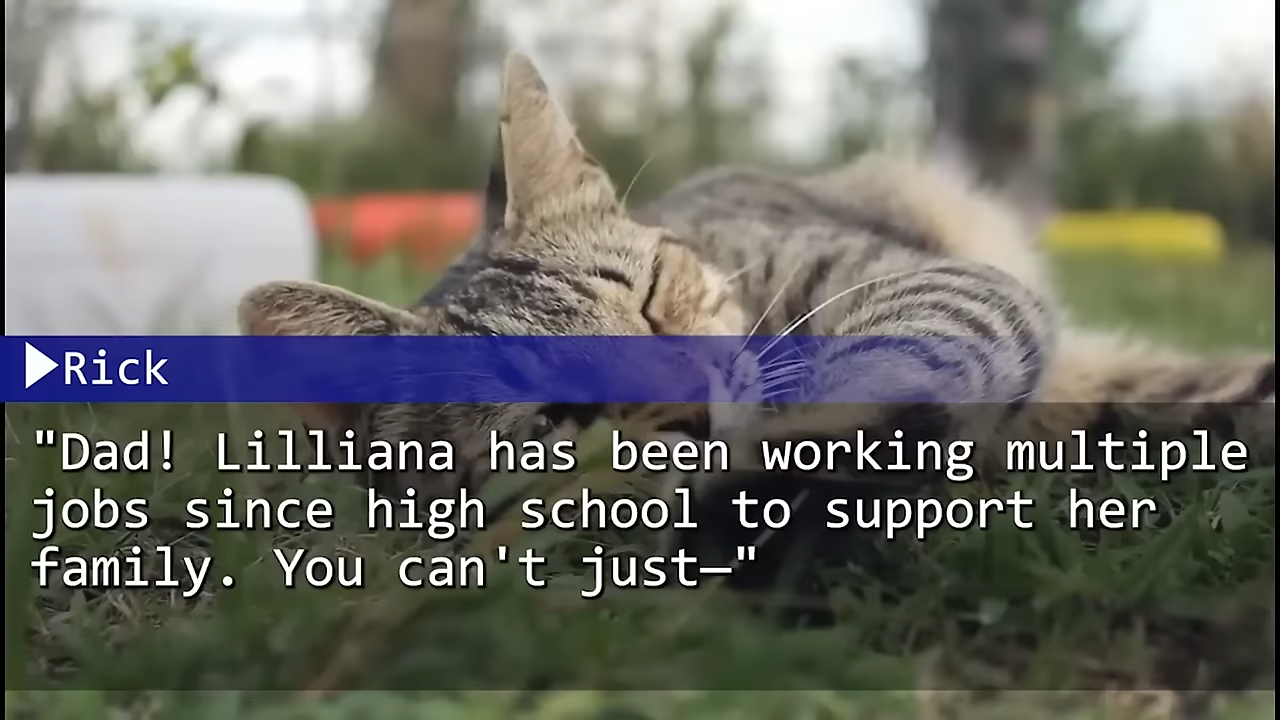 Rick
"Dad! Lilliana has been working multiple
jobs since high school to support her
family. You can't just—"